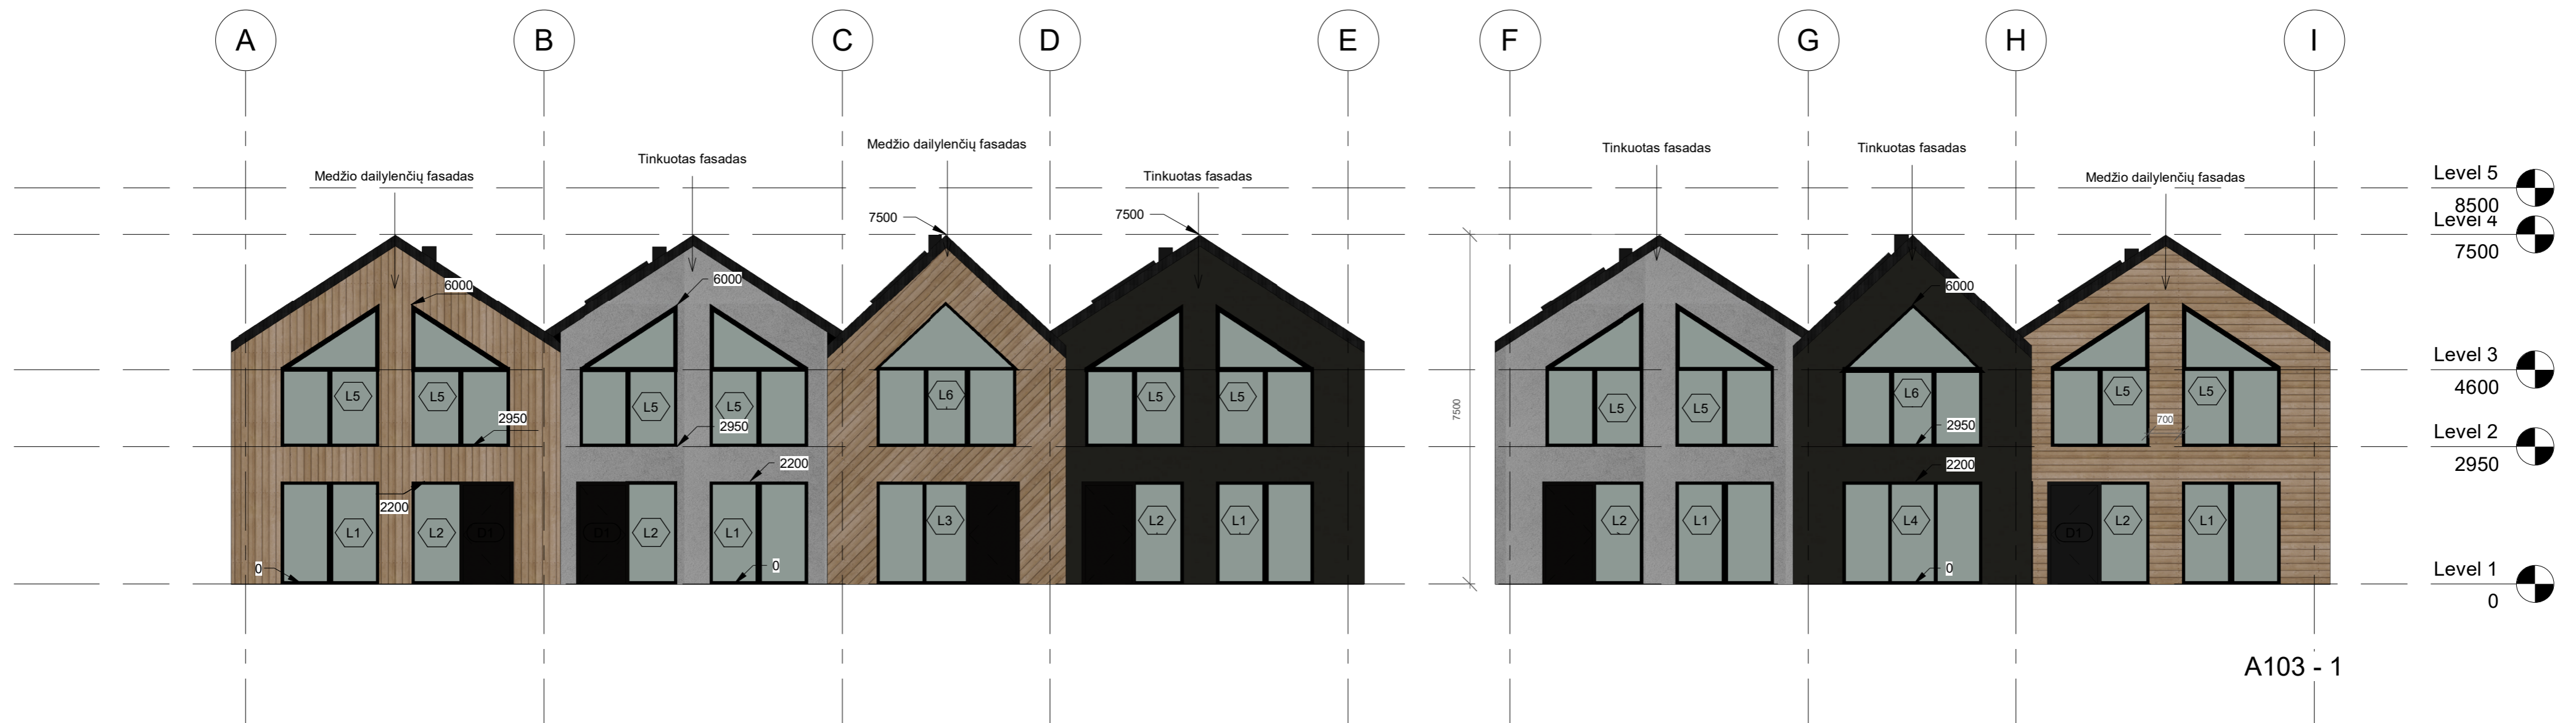 A B C D E F G H I
Medžio dailylenčių fasadas
Tinkuotas fasadas
Medžio dailylenčių fasadas
Tinkuotas fasadas
Tinkuotas fasadas
Tinkuotas fasadas
Medžio dailylenčių fasadas
Level 5
8500
Level 4
7500
7500
7500
6000
6000
6000
Level 3
4600
L5 L5 L5 L5 L6 L5 L5 L5 L5 L6 L5 L5
2950
2950
2950
700
7500
Level 2
2950
2200
2200
2200
L1 L2 D1 D1 L2 L1 L3 L2 L1 L2 L1 L4 D1 L2 L1
0
0
0
Level 1
0
A103 - 1